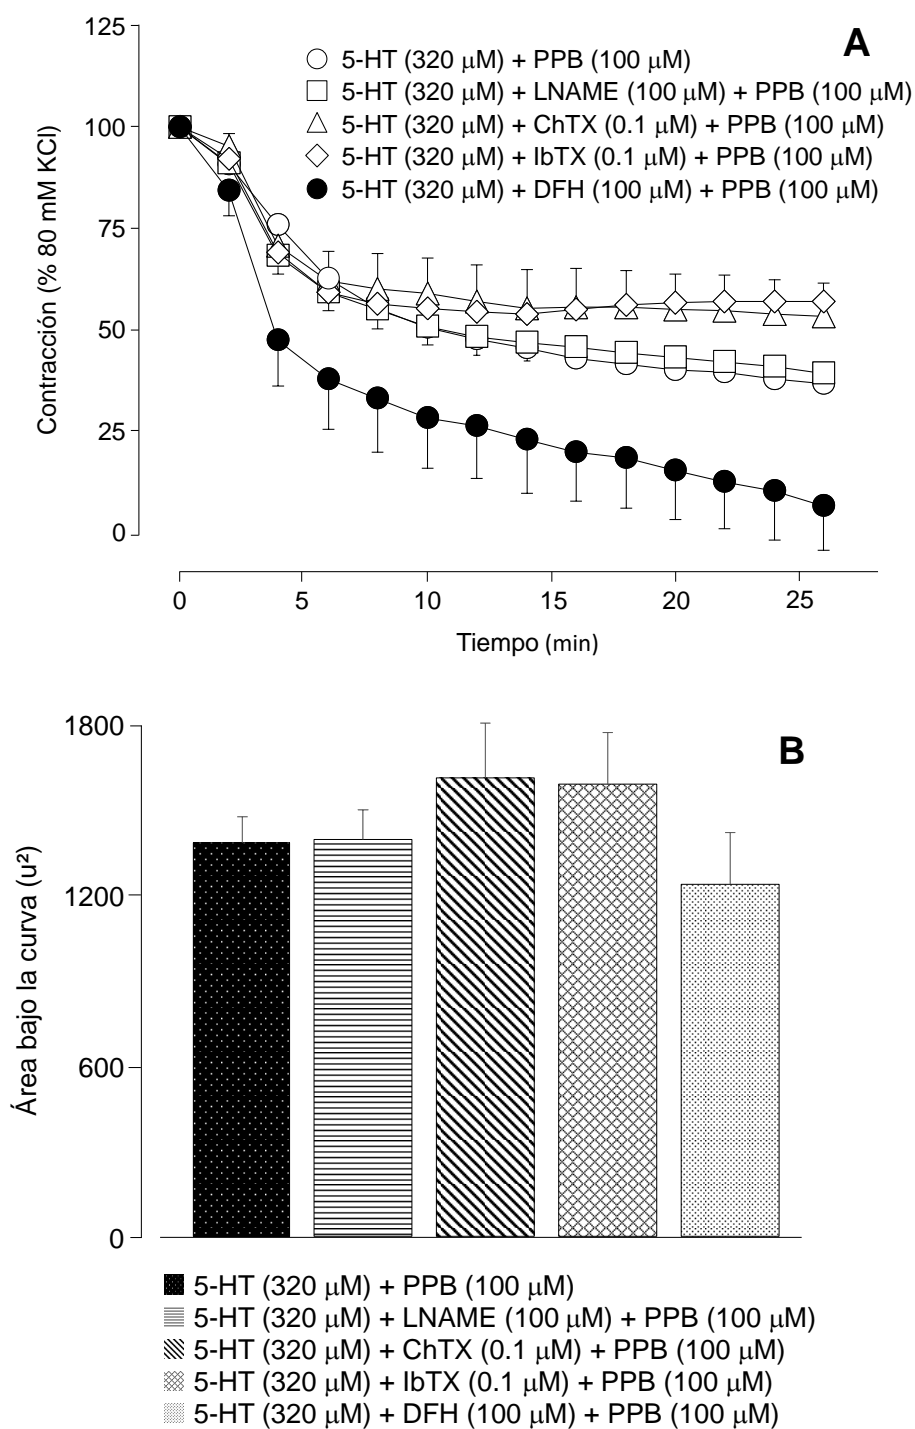 125
A
5-HT (320 μM) + PPB (100 μM)
5-HT (320 μM) + LNAME (100 μM) + PPB (100 μM)
5-HT (320 μM) + ChTX (0.1 μM) + PPB (100 μM)
5-HT (320 μM) + IbTX (0.1 μM) + PPB (100 μM)
5-HT (320 μM) + DFH (100 μM) + PPB (100 μM)
100
75
50
25
0
Contracción (% 80 mM KCl)
0 5 10 15 20 25
Tiempo (min)
1800
B
1200
600
0
Área bajo la curva (u²)
5-HT (320 μM) + PPB (100 μM)
5-HT (320 μM) + LNAME (100 μM) + PPB (100 μM)
5-HT (320 μM) + ChTX (0.1 μM) + PPB (100 μM)
5-HT (320 μM) + IbTX (0.1 μM) + PPB (100 μM)
5-HT (320 μM) + DFH (100 μM) + PPB (100 μM)